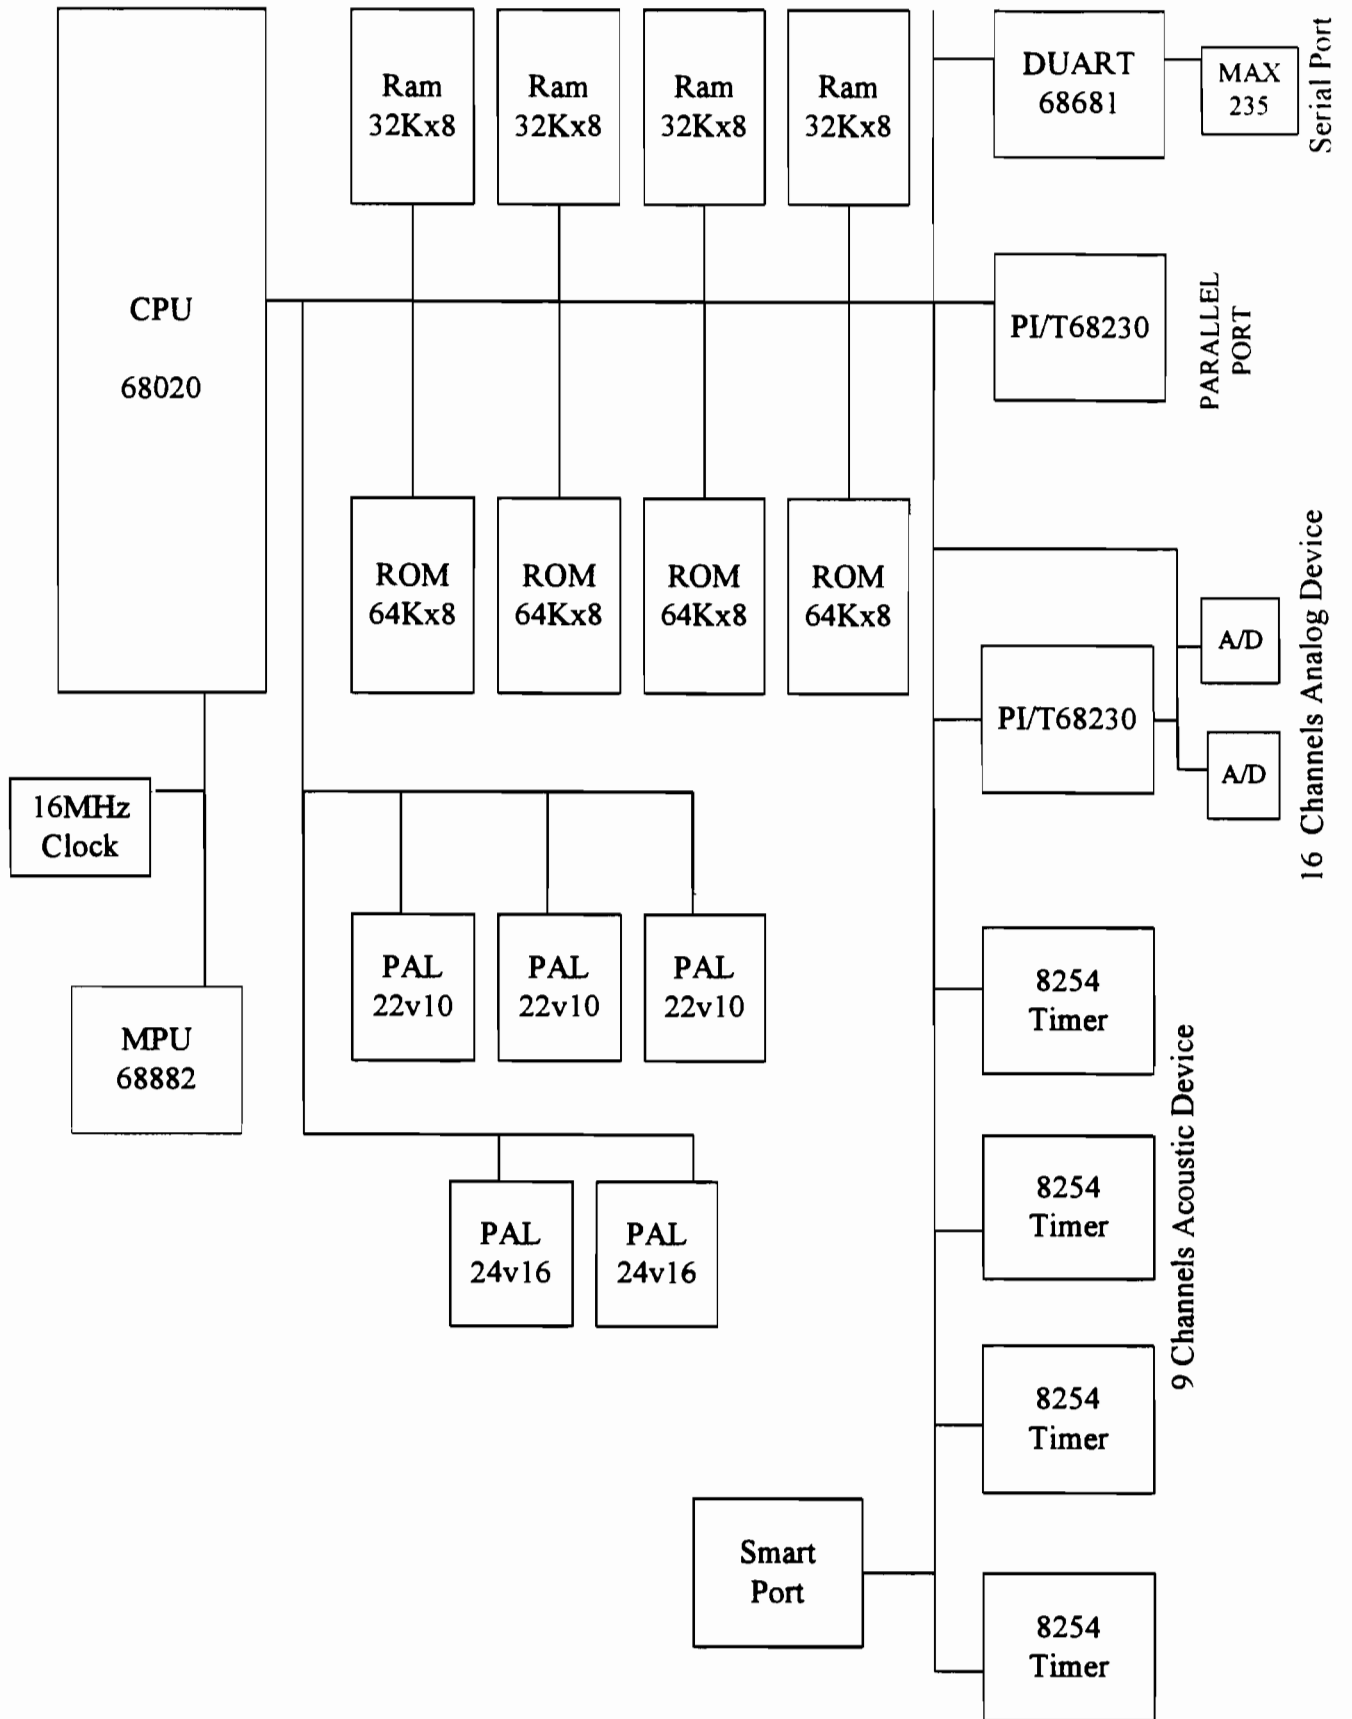 CPU
68020
Ram
32Kx8
Ram
32Kx8
Ram
32Kx8
Ram
32Kx8
DUART
68681
MAX
235
Serial Port
PI/T68230
PARALLEL
PORT
ROM
64Kx8
ROM
64Kx8
ROM
64Kx8
ROM
64Kx8
PI/T68230
A/D
A/D
16 Channels Analog Device
16MHz
Clock
MPU
68882
PAL
22v10
PAL
22v10
PAL
22v10
PAL
24v16
PAL
24v16
8254
Timer
8254
Timer
8254
Timer
8254
Timer
9 Channels Acoustic Device
Smart
Port